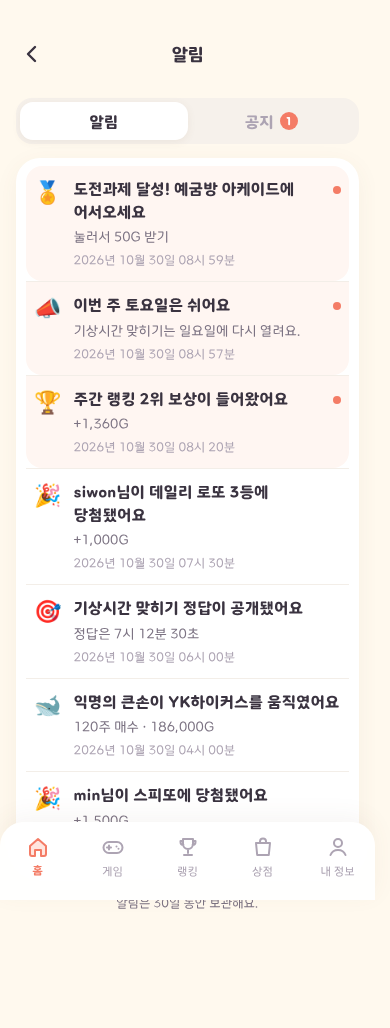 알림
알림
공지 1
도전과제 달성! 예굼방 아케이드에
어서오세요
눌러서 50G 받기
2026년 10월 30일 08시 59분
이번 주 토요일은 쉬어요
기상시간 맞히기는 일요일에 다시 열려요.
2026년 10월 30일 08시 57분
주간 랭킹 2위 보상이 들어왔어요
+1,360G
2026년 10월 30일 08시 20분
siwon님이 데일리 로또 3등에
당첨됐어요
+1,000G
2026년 10월 30일 07시 30분
기상시간 맞히기 정답이 공개됐어요
정답은 7시 12분 30초
2026년 10월 30일 06시 00분
익명의 큰손이 YK하이커스를 움직였어요
120주 매수 · 186,000G
2026년 10월 30일 04시 00분
min님이 스피또에 당첨됐어요
+1,500G
홈
게임
랭킹
상점
내 정보
알림은 30일 동안 보관해요.